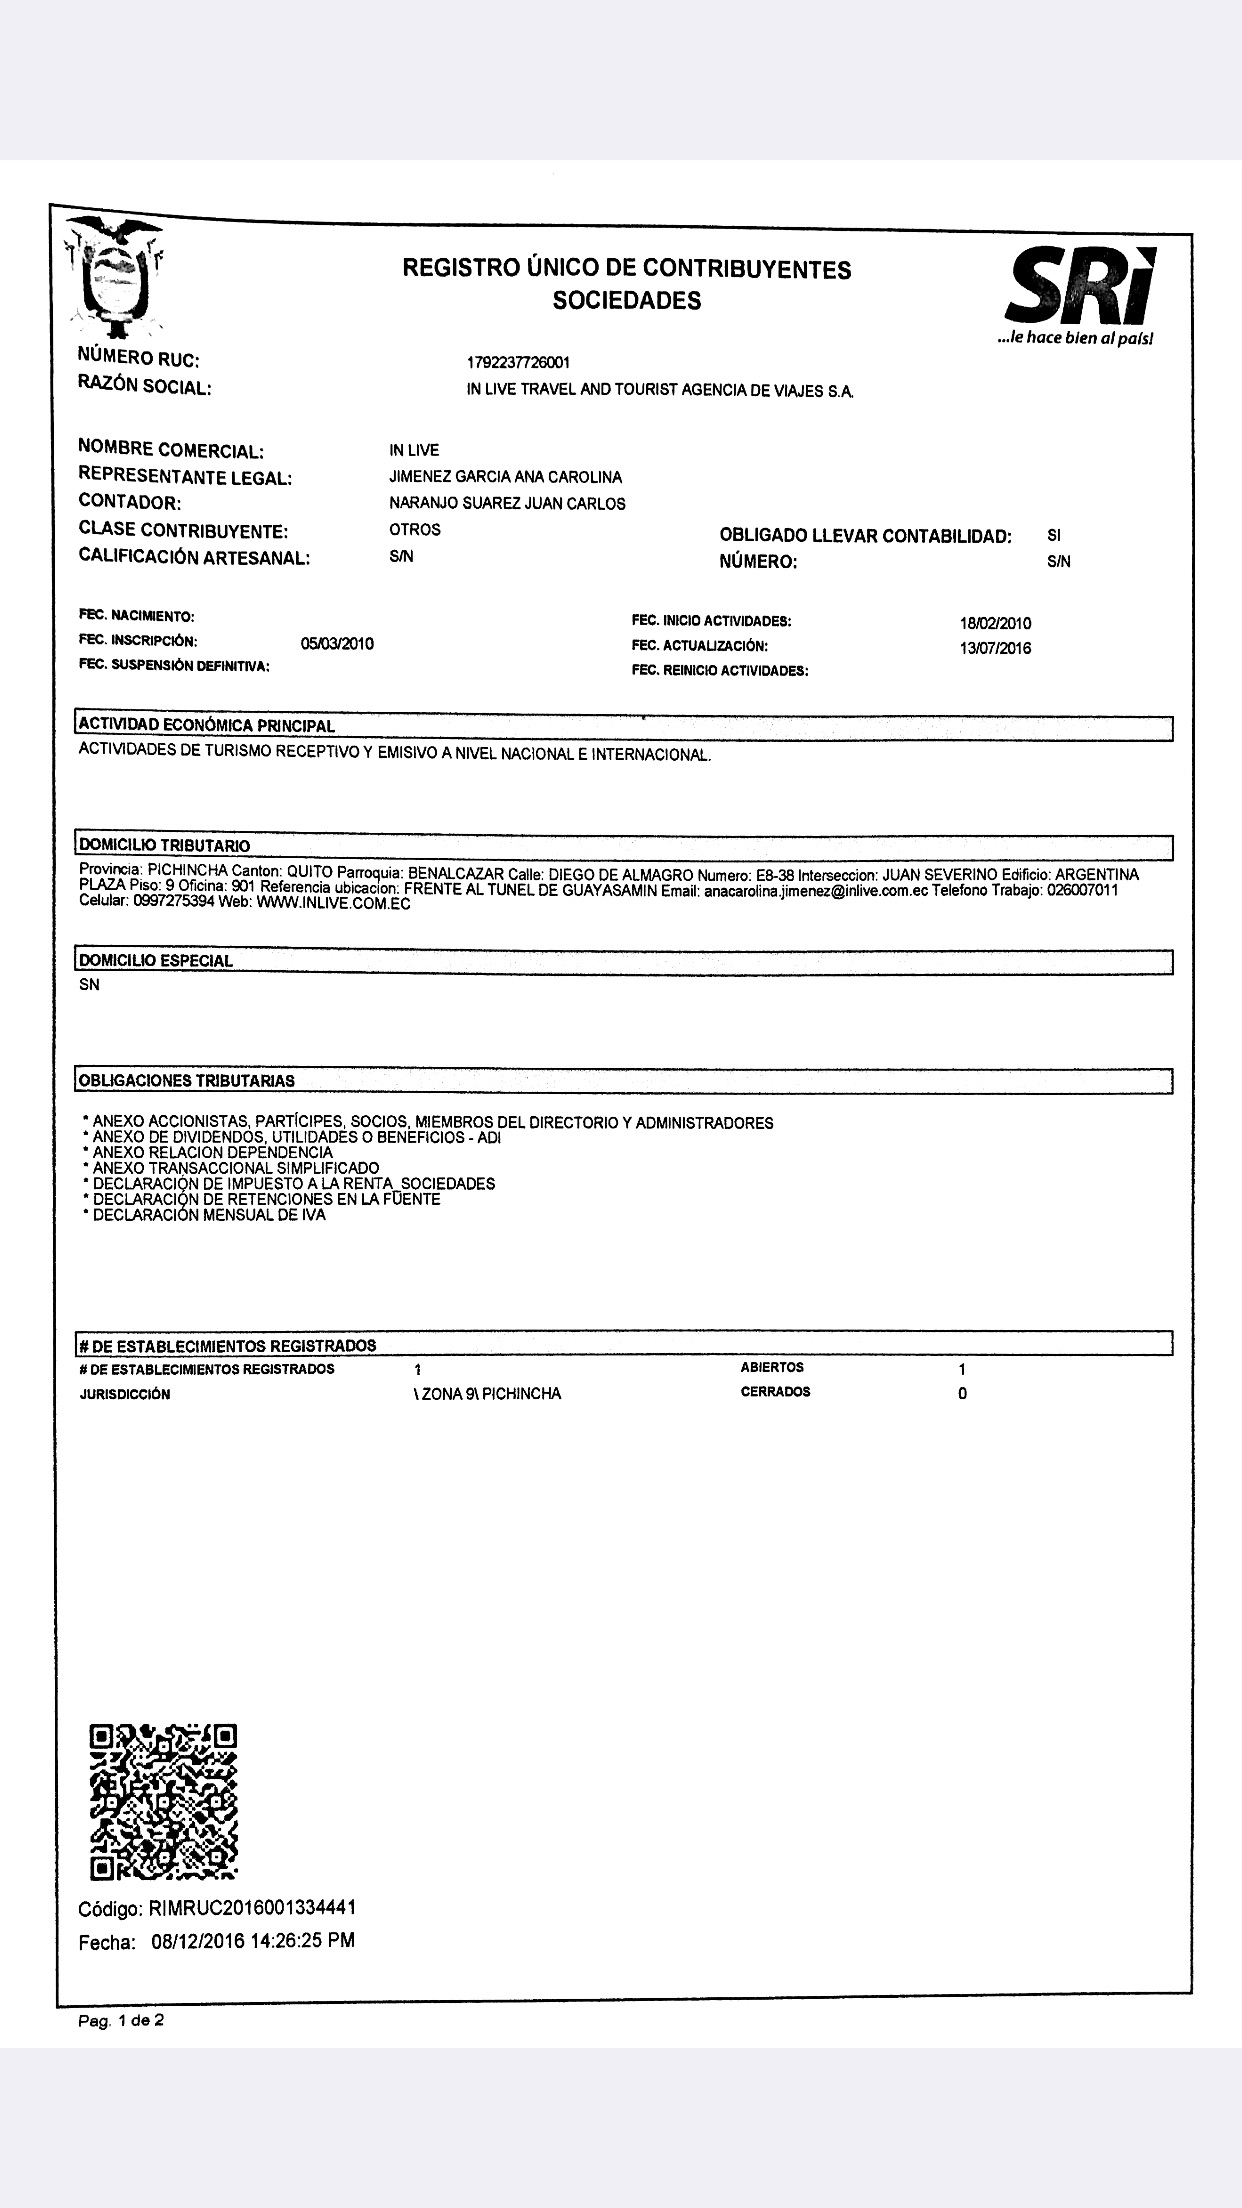 REGISTRO ÚNICO DE CONTRIBUYENTES
SOCIEDADES
SRi
...le hace bien al país!
NÚMERO RUC: 1792237726001
RAZÓN SOCIAL: IN LIVE TRAVEL AND TOURIST AGENCIA DE VIAJES S.A.
NOMBRE COMERCIAL: IN LIVE
REPRESENTANTE LEGAL: JIMENEZ GARCIA ANA CAROLINA
CONTADOR: NARANJO SUAREZ JUAN CARLOS
CLASE CONTRIBUYENTE: OTROS OBLIGADO LLEVAR CONTABILIDAD: SI
CALIFICACIÓN ARTESANAL: S/N NÚMERO: S/N
FEC. NACIMIENTO: FEC. INICIO ACTIVIDADES: 18/02/2010
FEC. INSCRIPCIÓN: 05/03/2010 FEC. ACTUALIZACIÓN: 13/07/2016
FEC. SUSPENSIÓN DEFINITIVA: FEC. REINICIO ACTIVIDADES:
ACTIVIDAD ECONÓMICA PRINCIPAL
ACTIVIDADES DE TURISMO RECEPTIVO Y EMISIVO A NIVEL NACIONAL E INTERNACIONAL.
DOMICILIO TRIBUTARIO
Provincia: PICHINCHA Canton: QUITO Parroquia: BENALCAZAR Calle: DIEGO DE ALMAGRO Numero: E8-38 Interseccion: JUAN SEVERINO Edificio: ARGENTINA
PLAZA Piso: 9 Oficina: 901 Referencia ubicacion: FRENTE AL TUNEL DE GUAYASAMIN Email: anacarolina.jimenez@inlive.com.ec Telefono Trabajo: 026007011
Celular: 0997275394 Web: WWW.INLIVE.COM.EC
DOMICILIO ESPECIAL
SN
OBLIGACIONES TRIBUTARIAS
* ANEXO ACCIONISTAS, PARTÍCIPES, SOCIOS, MIEMBROS DEL DIRECTORIO Y ADMINISTRADORES
* ANEXO DE DIVIDENDOS, UTILIDADES O BENEFICIOS - ADI
* ANEXO RELACION DEPENDENCIA
* ANEXO TRANSACCIONAL SIMPLIFICADO
* DECLARACIÓN DE IMPUESTO A LA RENTA_SOCIEDADES
* DECLARACIÓN DE RETENCIONES EN LA FUENTE
* DECLARACIÓN MENSUAL DE IVA
# DE ESTABLECIMIENTOS REGISTRADOS
# DE ESTABLECIMIENTOS REGISTRADOS 1 ABIERTOS 1
JURISDICCIÓN \ ZONA 9\ PICHINCHA CERRADOS 0
Código: RIMRUC2016001334441
Fecha: 08/12/2016 14:26:25 PM
Pag. 1 de 2